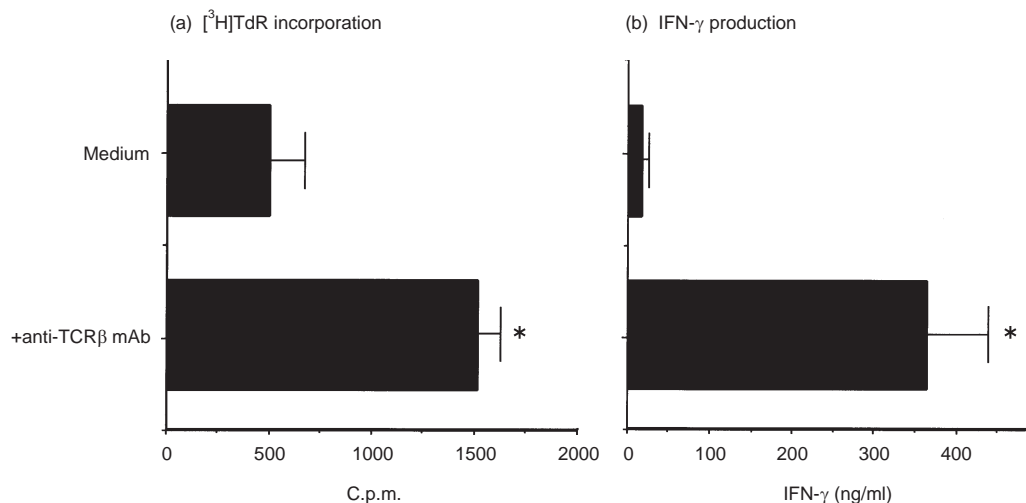 (a) [³H]TdR incorporation
(b) IFN-γ production
Medium
+anti-TCRβ mAb
*
*
0 500 1000 1500 2000
0 100 200 300 400
C.p.m.
IFN-γ (ng/ml)